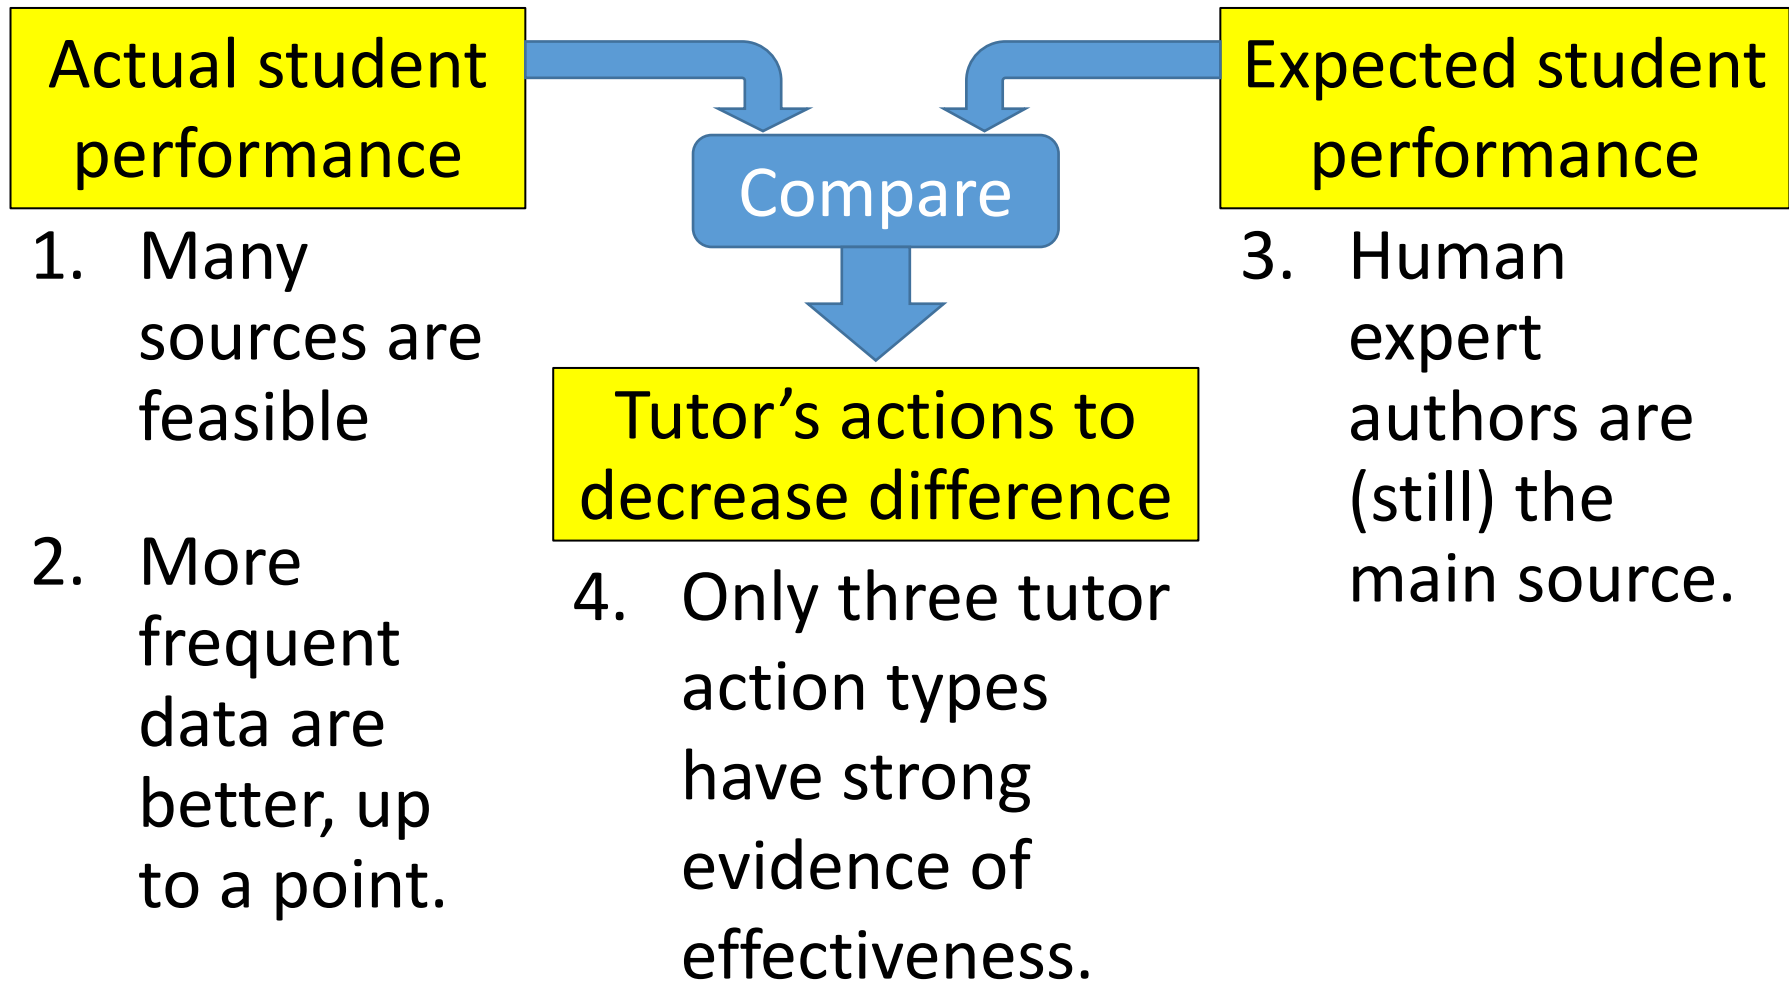 Actual student
performance
Compare
Expected student
performance
1. Many
sources are
feasible
2. More
frequent
data are
better, up
to a point.
Tutor’s actions to
decrease difference
4. Only three tutor
action types
have strong
evidence of
effectiveness.
3. Human
expert
authors are
(still) the
main source.